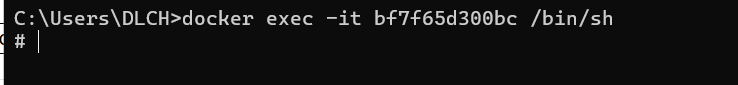 C:\Users\DLCH>docker exec -it bf7f65d300bc /bin/sh
#